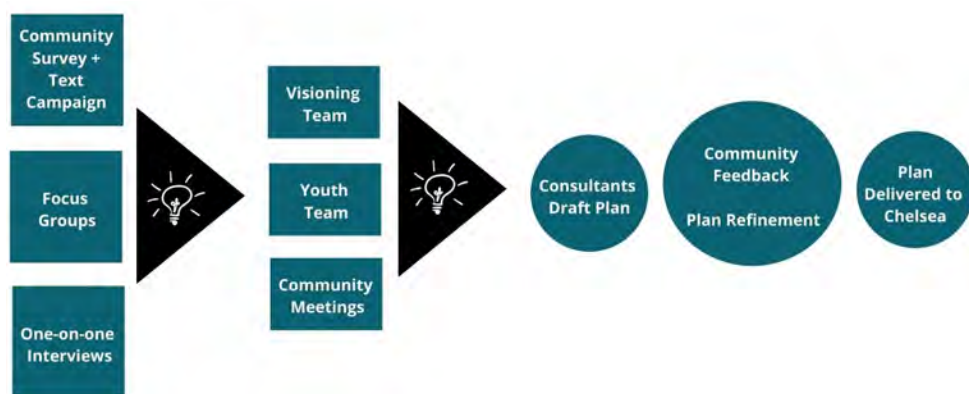 Community
Survey +
Text
Campaign
Focus
Groups
One-on-one
Interviews
Visioning
Team
Youth
Team
Community
Meetings
Consultants
Draft Plan
Community
Feedback
Plan Refinement
Plan
Delivered to
Chelsea